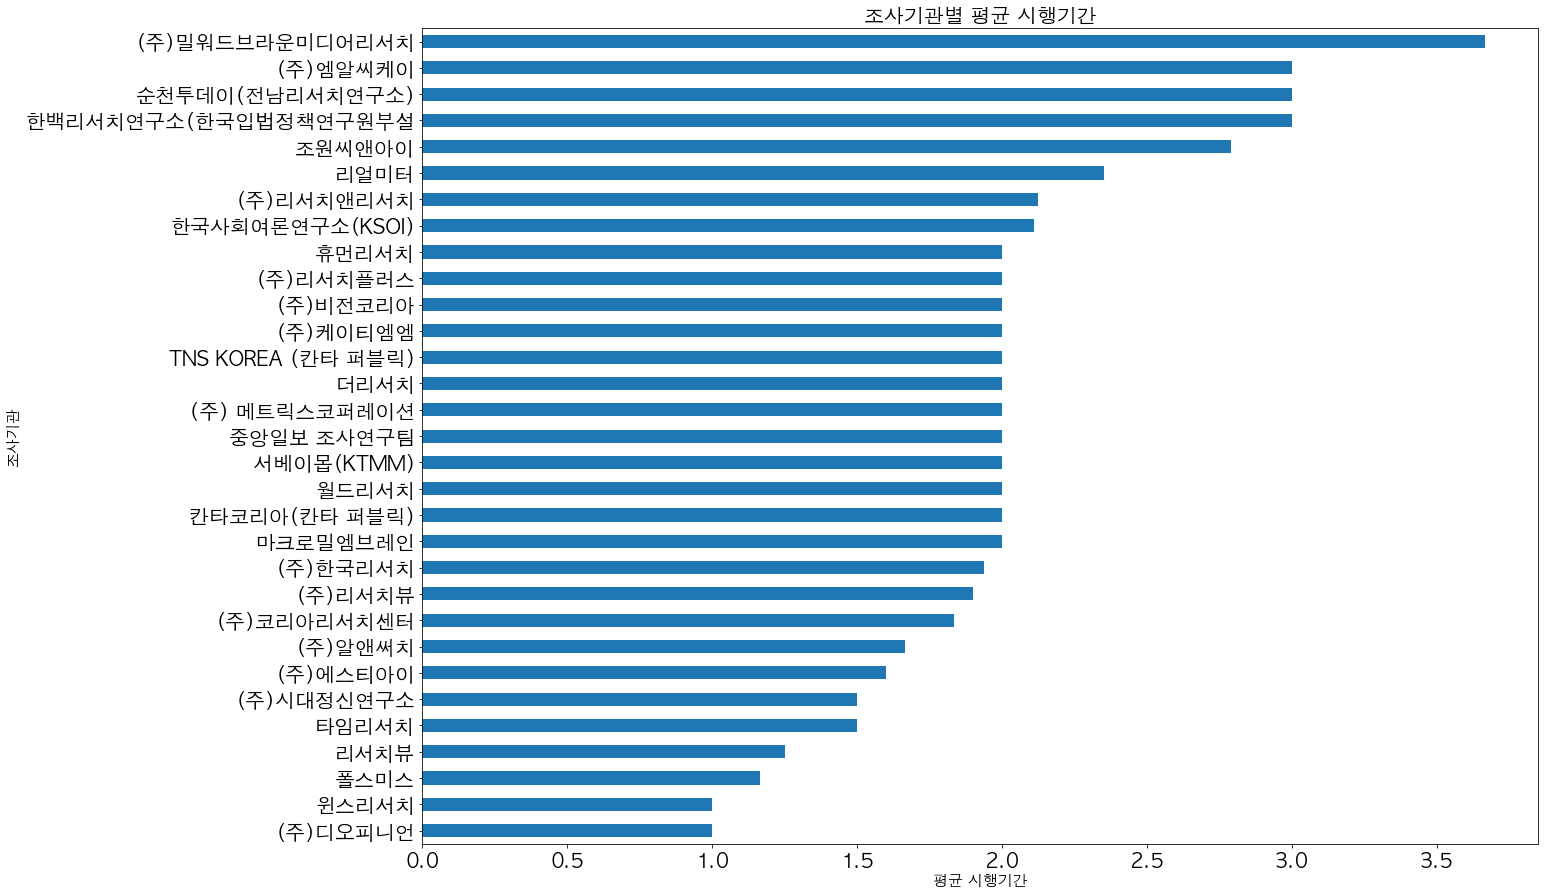 조사기관별 평균 시행기간
(주)밀워드브라운미디어리서치
(주)엠알씨케이
순천투데이(전남리서치연구소)
한백리서치연구소(한국입법정책연구원부설
조원씨앤아이
리얼미터
(주)리서치앤리서치
한국사회여론연구소(KSOI)
휴먼리서치
(주)리서치플러스
(주)비전코리아
(주)케이티엠엠
TNS KOREA (칸타 퍼블릭)
더리서치
(주) 메트릭스코퍼레이션
중앙일보 조사연구팀
서베이몹(KTMM)
월드리서치
칸타코리아(칸타 퍼블릭)
마크로밀엠브레인
(주)한국리서치
(주)리서치뷰
(주)코리아리서치센터
(주)알앤써치
(주)에스티아이
(주)시대정신연구소
타임리서치
리서치뷰
폴스미스
윈스리서치
(주)디오피니언
조사기관
0.0 0.5 1.0 1.5 2.0 2.5 3.0 3.5
평균 시행기간